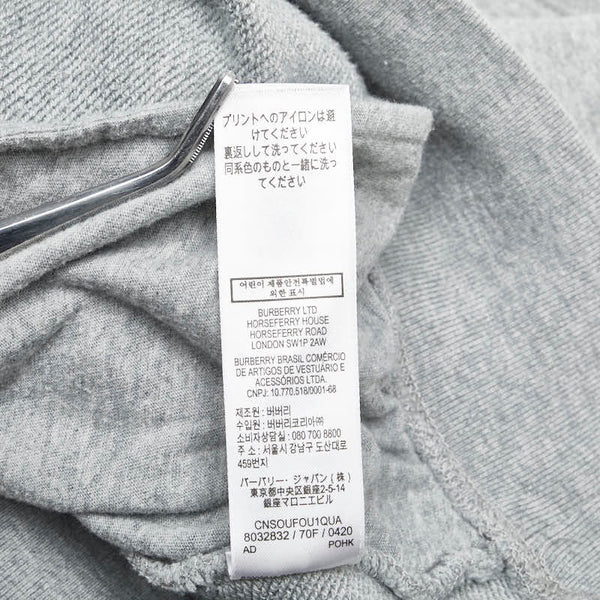 プリントへのアイロンは避
けてください
裏返しして洗ってください
同系色のものと一緒に洗っ
てください
어린이 제품안전특별법에
의한 표시
BURBERRY LTD
HORSEFERRY HOUSE
HORSEFERRY ROAD
LONDON SW1P 2AW
BURBERRY BRASIL COMÉRCIO
DE ARTIGOS DE VESTUÁRIO E
ACESSÓRIOS LTDA.
CNPJ: 10.770.518/0001-68
제조원 : 버버리
수입원 : 버버리코리아㈜
소비자상담실 : 080 700 8800
주 소 : 서울시 강남구 도산대로
459번지
バーバリー・ジャパン (株)
東京都中央区銀座2-5-14
銀座マロニエビル
CNSOUFOU1QUA
8032832 / 70F / 0420
AD POHK